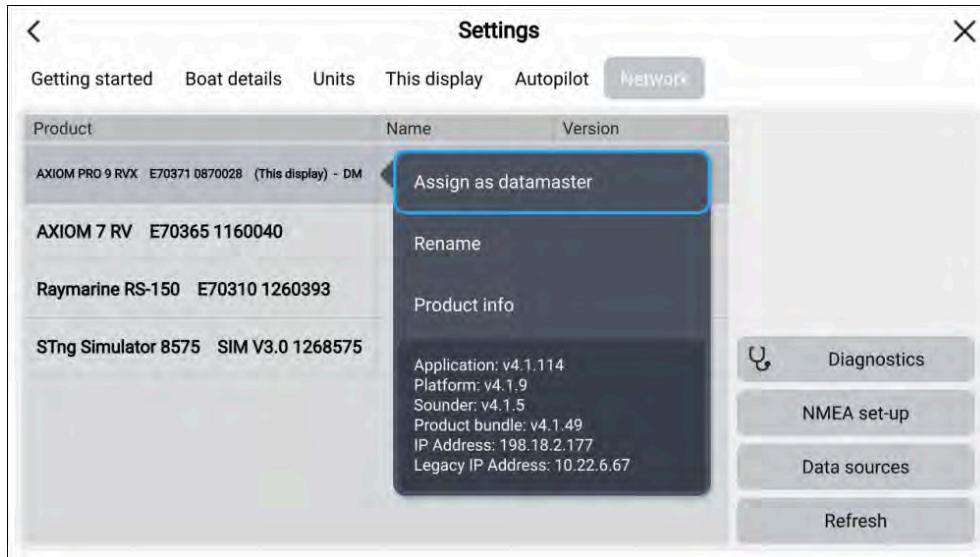 Settings
Getting started Boat details Units This display Autopilot Network
Product Name Version
AXIOM PRO 9 RVX E70371 0870028 (This display) - DM
Assign as datamaster
AXIOM 7 RV E70365 1160040
Rename
Raymarine RS-150 E70310 1260393
Product info
STng Simulator 8575 SIM V3.0 1268575
Application: v4.1.114
Platform: v4.1.9
Sounder: v4.1.5
Product bundle: v4.1.49
IP Address: 198.18.2.177
Legacy IP Address: 10.22.6.67
Diagnostics
NMEA set-up
Data sources
Refresh